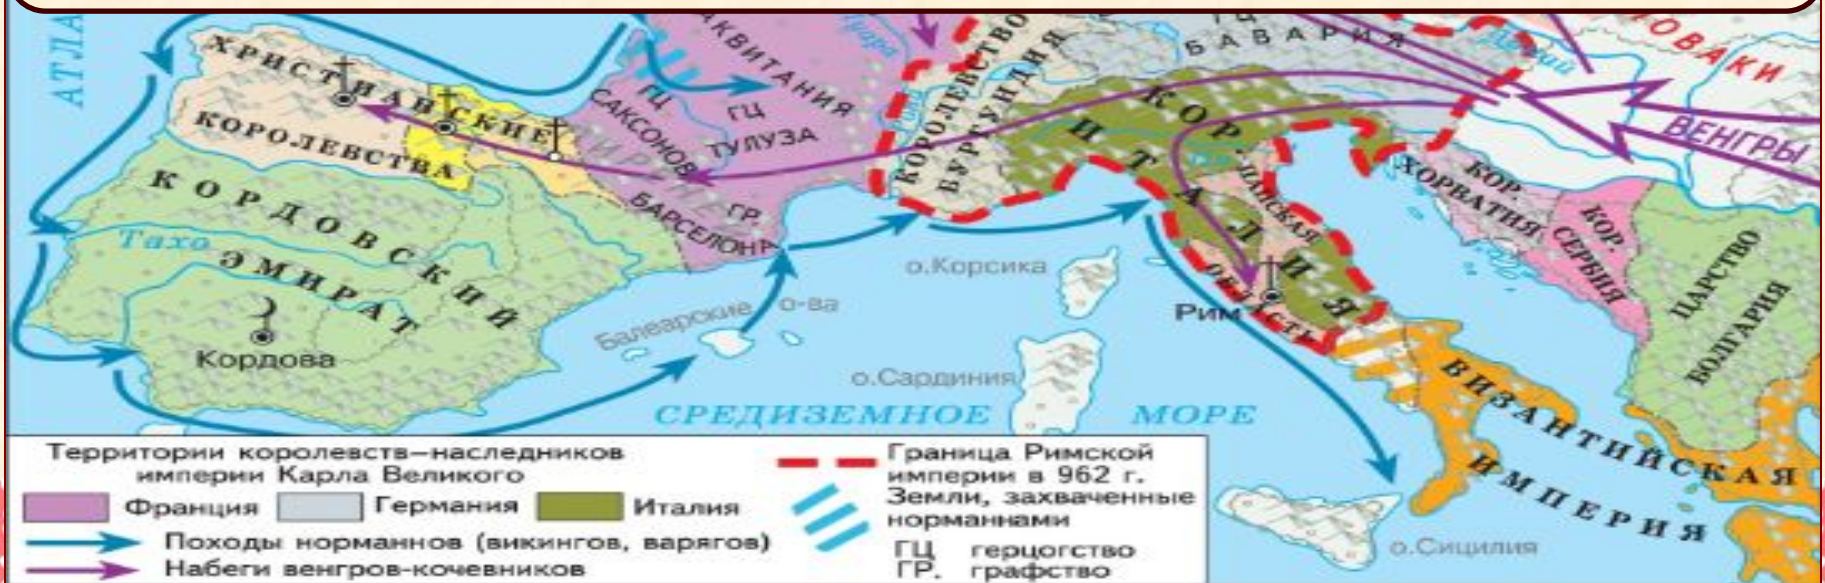 АТЛА
АКВИТАНИЯ
БАВАРИЯ
Дунай
ОВАКИ
ХРИСТИАНСКИЕ
КОРОЛЕВСТВА
ГЦ
САКСОНОВ
ГЦ
ТУЛУЗА
КОРОЛЕВСТВО
БУРГУНДИЯ
КОР.
ИТАЛИЯ
ВЕНГРЫ
КОР.
ХОРВАТИЯ
КОР.
СЕРБИЯ
ЦАРСТВО
БОЛГАРИЯ
КОРДОВСКИЙ
ЭМИРАТ
Тахо
Кордова
ГР.
БАРСЕЛОНА
ПАПСКАЯ
ОБЛАСТЬ
Рим
о.Корсика
Балеарские о-ва
о.Сардиния
СРЕДИЗЕМНОЕ МОРЕ
ВИЗАНТИЙСКАЯ
ИМПЕРИЯ
о.Сицилия
Территории королевств-наследников
империи Карла Великого
Франция
Германия
Италия
Походы норманнов (викингов, варягов)
Набеги венгров-кочевников
Граница Римской
империи в 962 г.
Земли, захваченные
норманнами
ГЦ герцогство
ГР. графство